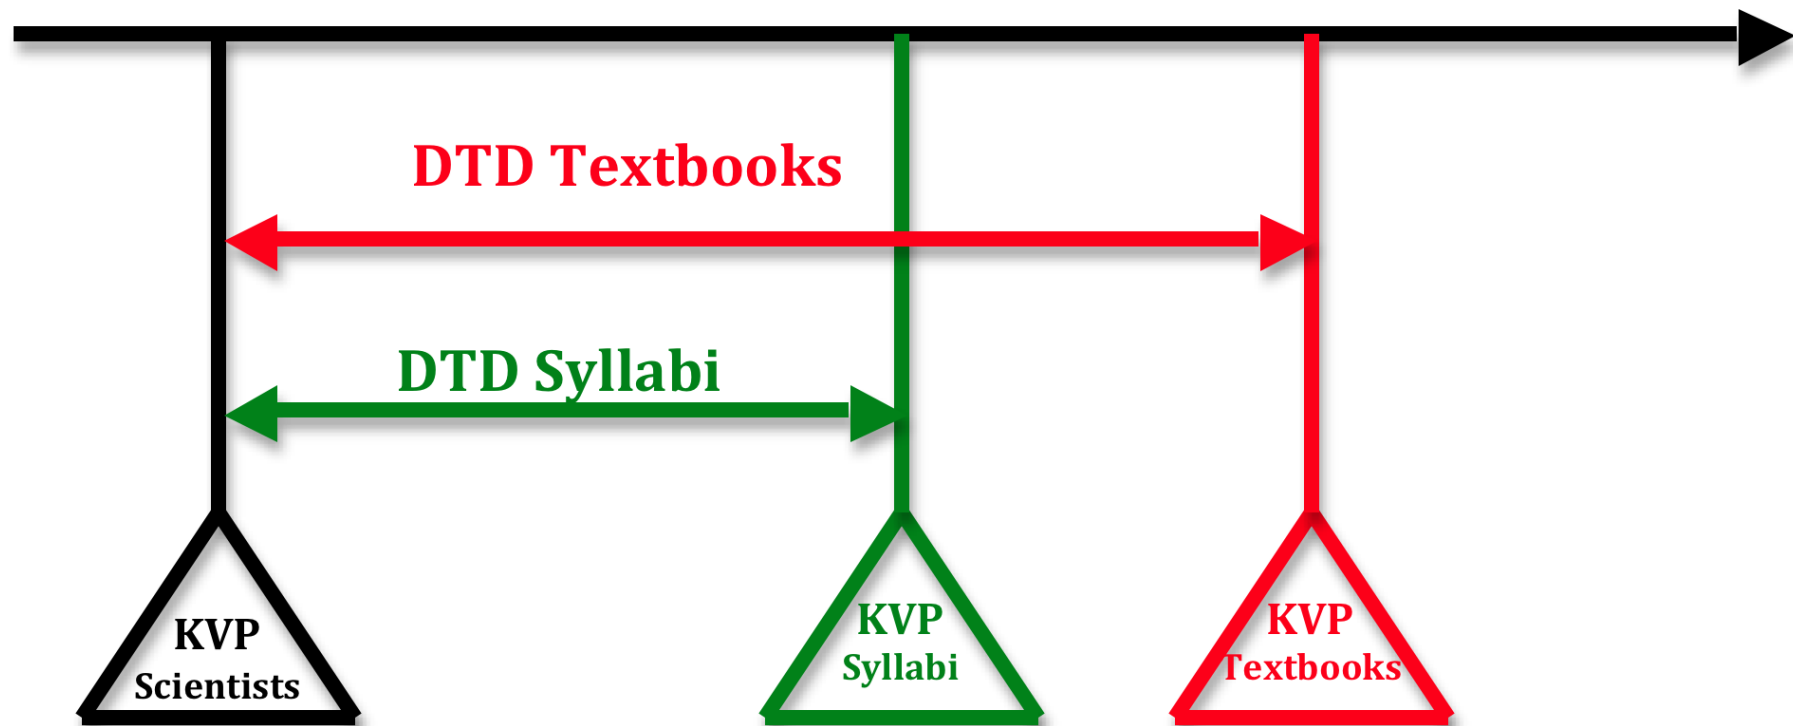 DTD Textbooks
DTD Syllabi
KVP
Scientists
KVP
Syllabi
KVP
Textbooks